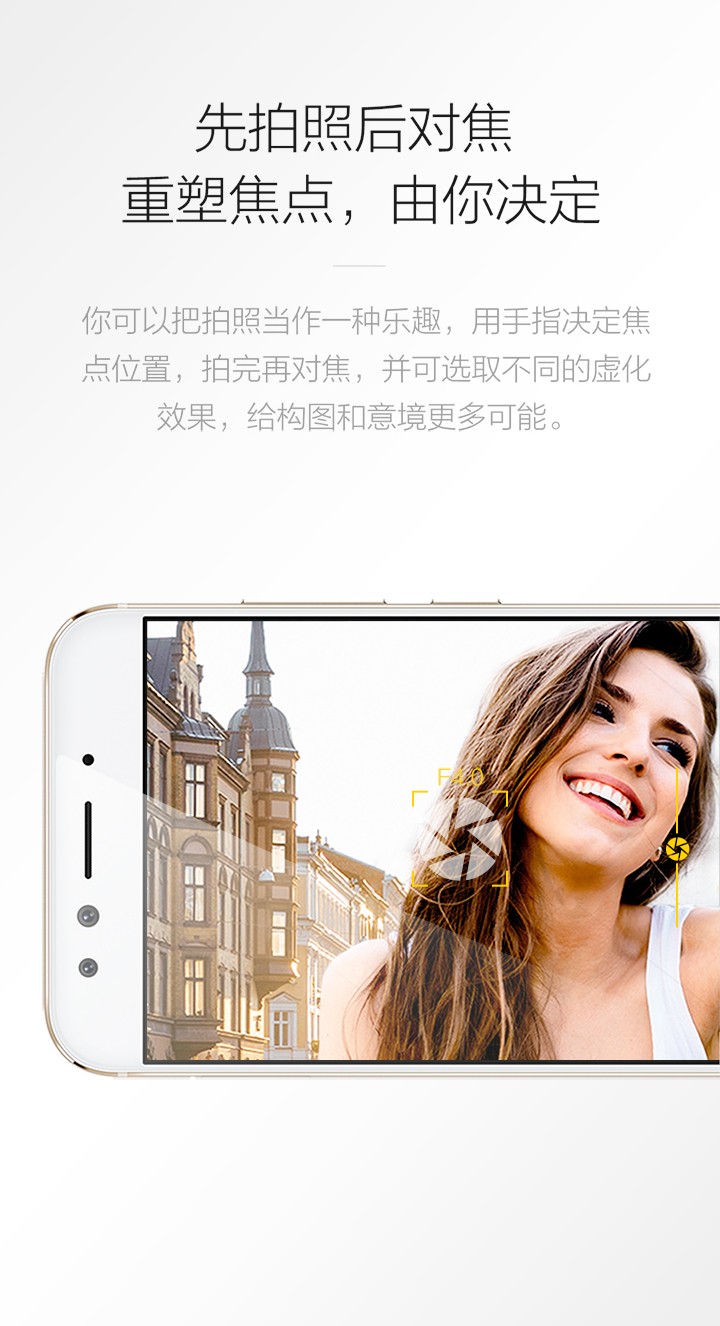 先拍照后对焦
重塑焦点，由你决定
你可以把拍照当作一种乐趣，用手指决定焦
点位置，拍完再对焦，并可选取不同的虚化
效果，给构图和意境更多可能。
F4.0